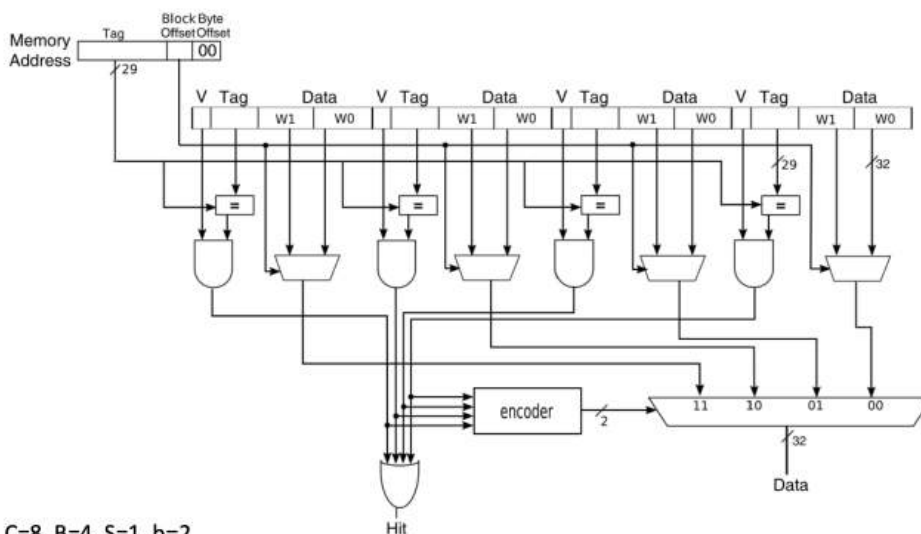 Block Byte
Tag Offset Offset
Memory
Address
00
29
V Tag Data V Tag Data V Tag Data V Tag Data
W1 W0 W1 W0 W1 W0 W1 W0
29 32
= = = =
11 10 01 00
encoder
2
32
Data
Hit
C=8, B=4, S=1, b=2